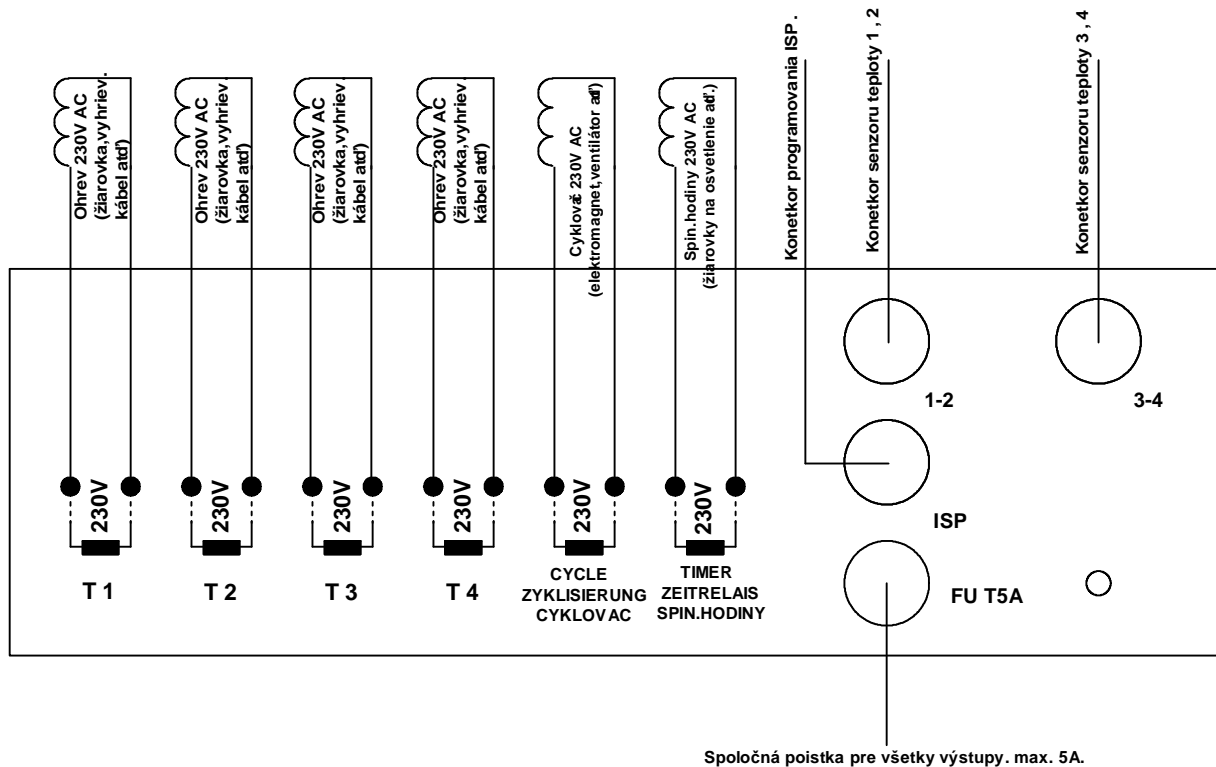 Ohrev 230V AC
(žiarovka,vyhriev.
kábel atď)
Ohrev 230V AC
(žiarovka,vyhriev.
kábel atď)
Ohrev 230V AC
(žiarovka,vyhriev.
kábel atď)
Ohrev 230V AC
(žiarovka,vyhriev.
kábel atď)
Cyklovač 230V AC
(elektromagnet,ventilátor atď)
Spin.hodiny 230V AC
(žiarovky na osvetlenie atď.)
Konetkor programovania ISP.
Konetkor senzoru teploty 1 , 2
Konetkor senzoru teploty 3 , 4
1-2
3-4
230V
230V
230V
230V
230V
230V
ISP
T 1
T 2
T 3
T 4
CYCLE
ZYKLISIERUNG
CYKLOVAC
TIMER
ZEITRELAIS
SPIN.HODINY
FU T5A
Spoločná poistka pre všetky výstupy. max. 5A.